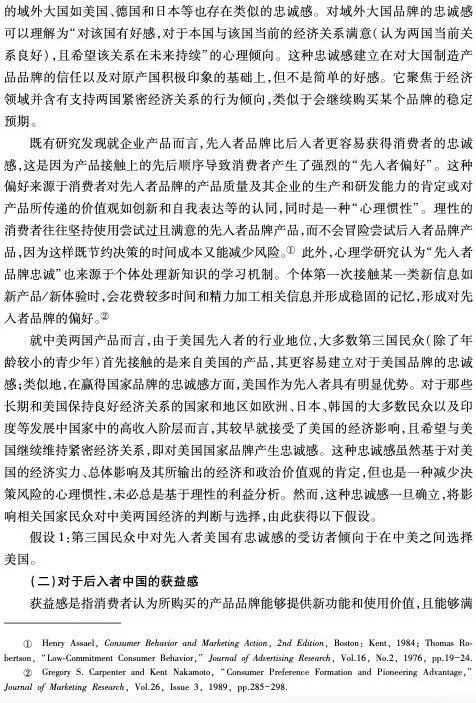 的域外大国如美国、德国和日本等也存在类似的忠诚感。对域外大国品牌的忠诚感
可以理解为“对该国有好感，对于本国与该国当前的经济关系满意（认为两国当前关
系良好），且希望该关系在未来持续”的心理倾向。这种忠诚感建立在对大国制造产
品品牌的信任以及对原产国积极印象的基础上，但不是简单的好感。它聚焦于经济
领域并含有支持两国紧密经济关系的行为倾向，类似于会继续购买某个品牌的稳定
预期。
既有研究发现就企业产品而言，先入者品牌比后入者更容易获得消费者的忠诚
感，这是因为产品接触上的先后顺序导致消费者产生了强烈的“先入者偏好”。这种
偏好来源于消费者对先入者品牌的产品质量及其企业的生产和研发能力的肯定或对
产品所传递的价值观如创新和自我表达等的认同，同时是一种“心理惯性”。理性的
消费者往往坚持使用尝试过且满意的先入者品牌产品，而不会冒险尝试后入者品牌产
品，因为这样既节约决策的时间成本又能减少风险。① 此外，心理学研究认为“先入者
品牌忠诚”也来源于个体处理新知识的学习机制。个体第一次接触某一类新信息如
新产品/新体验时，会花费较多时间和精力加工相关信息并形成稳固的记忆，形成对先
入者品牌的偏好。②
就中美两国产品而言，由于美国先入者的行业地位，大多数第三国民众（除了年
龄较小的青少年）首先接触的是来自美国的产品，其更容易建立对于美国品牌的忠诚
感；类似地，在赢得国家品牌的忠诚感方面，美国作为先入者具有明显优势。对于那些
长期和美国保持良好经济关系的国家和地区如欧洲、日本、韩国的大多数民众以及印
度等发展中国家中的高收入阶层而言，其较早就接受了美国的经济影响，且希望与美
国继续维持紧密经济关系，即对美国国家品牌产生忠诚感。这种忠诚感虽然基于对美
国的经济实力、总体影响及其所输出的经济和政治价值观的肯定，但也是一种减少决
策风险的心理惯性，未必总是基于理性的利益分析。然而，这种忠诚感一旦确立，将影
响相关国家民众对中美两国经济的判断与选择，由此获得以下假设。
假设1：第三国民众中对先入者美国有忠诚感的受访者倾向于在中美之间选择
美国。
（二）对于后入者中国的获益感
获益感是指消费者认为所购买的产品品牌能够提供新功能和使用价值，且能够满
① Henry Assael, Consumer Behavior and Marketing Action, 2nd Edition, Boston: Kent, 1984; Thomas Ro-
bertson, “Low-Commitment Consumer Behavior,” Journal of Advertising Research, Vol.16, No.2, 1976, pp.19-24.
② Gregory S. Carpenter and Kent Nakamoto, “Consumer Preference Formation and Pioneering Advantage,”
Journal of Marketing Research, Vol.26, Issue 3, 1989, pp.285-298.